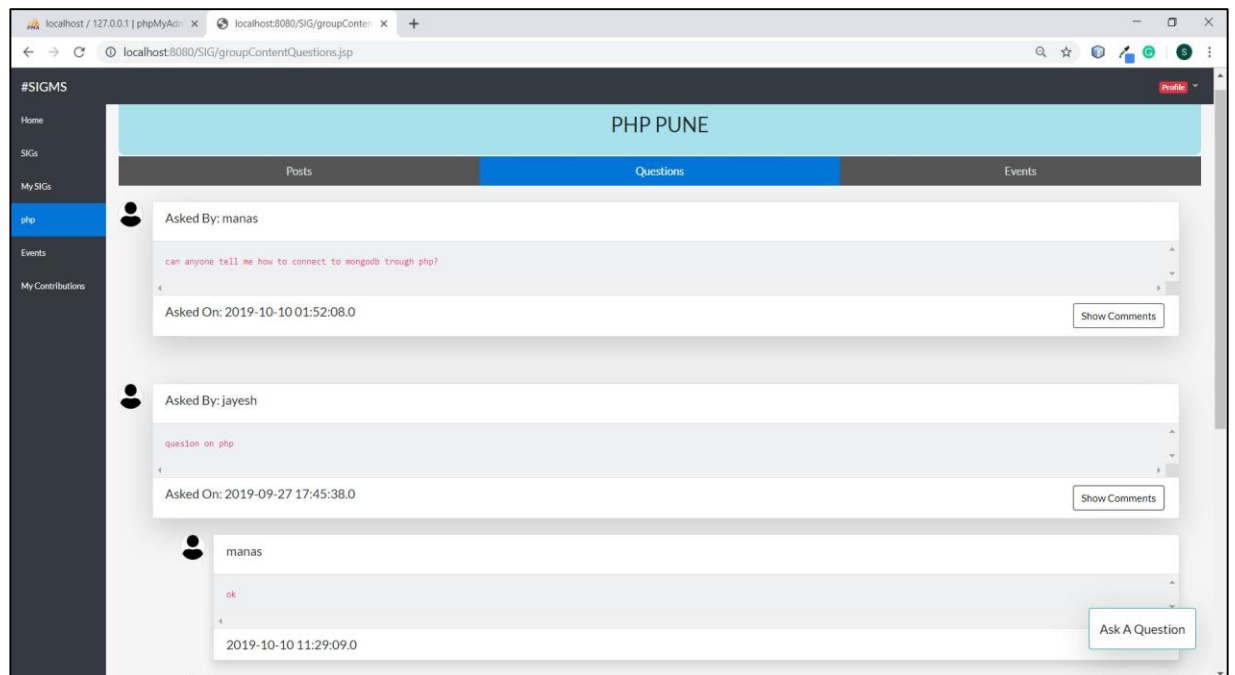 localhost / 127.0.0.1 | phpMyAdm
localhost:8080/SIG/groupConten
localhost:8080/SIG/groupContentQuestions.jsp
S
#SIGMS
Profile
Home
SIGs
My SIGs
php
Events
My Contributions
PHP PUNE
Posts
Questions
Events
Asked By: manas
can anyone tell me how to connect to mongodb trough php?
Asked On: 2019-10-10 01:52:08.0
Show Comments
Asked By: jayesh
quesion on php
Asked On: 2019-09-27 17:45:38.0
Show Comments
manas
ok
2019-10-10 11:29:09.0
Ask A Question